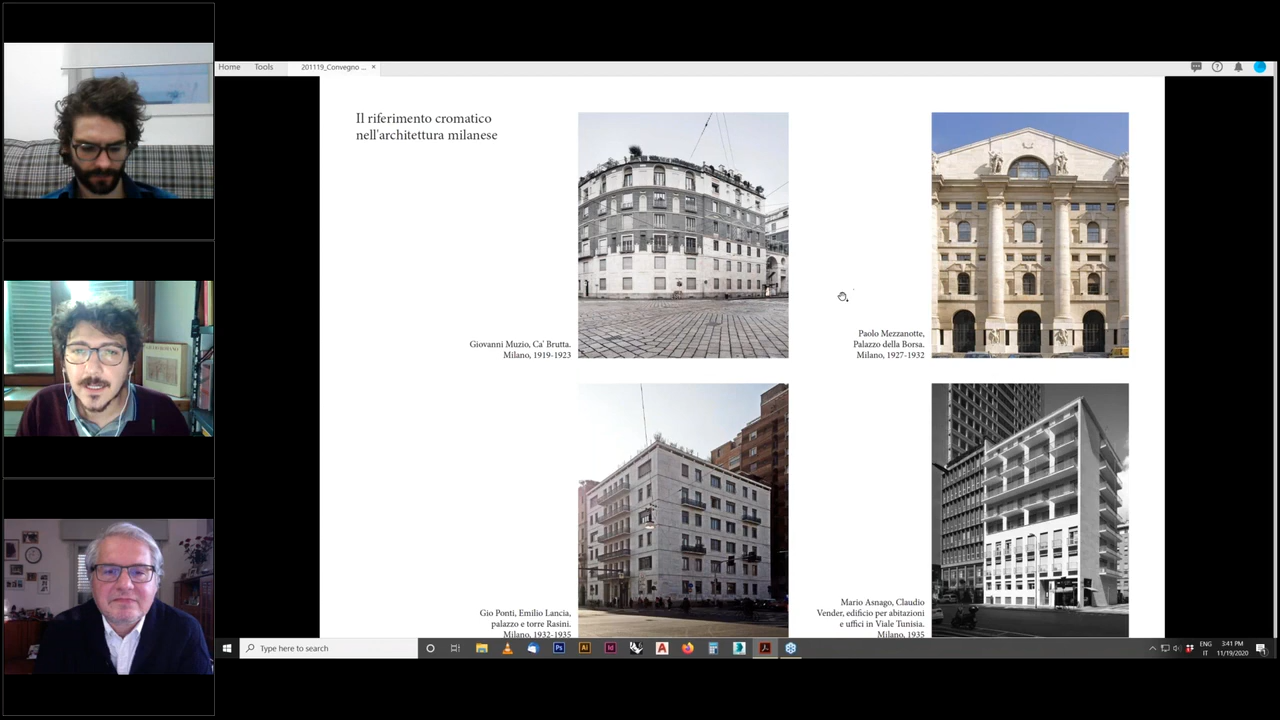 Home Tools 201119_Convegno ... ×
Il riferimento cromatico
nell'architettura milanese
Giovanni Muzio, Ca' Brutta.
Milano, 1919-1923
Paolo Mezzanotte,
Palazzo della Borsa.
Milano, 1927-1932
Gio Ponti, Emilio Lancia,
palazzo e torre Rasini.
Milano, 1932-1935
Mario Asnago, Claudio
Vender, edificio per abitazioni
e uffici in Viale Tunisia.
Milano, 1935
Type here to search
Ps
Ai
Id
A
ENG
IT
3:41 PM
11/19/2020